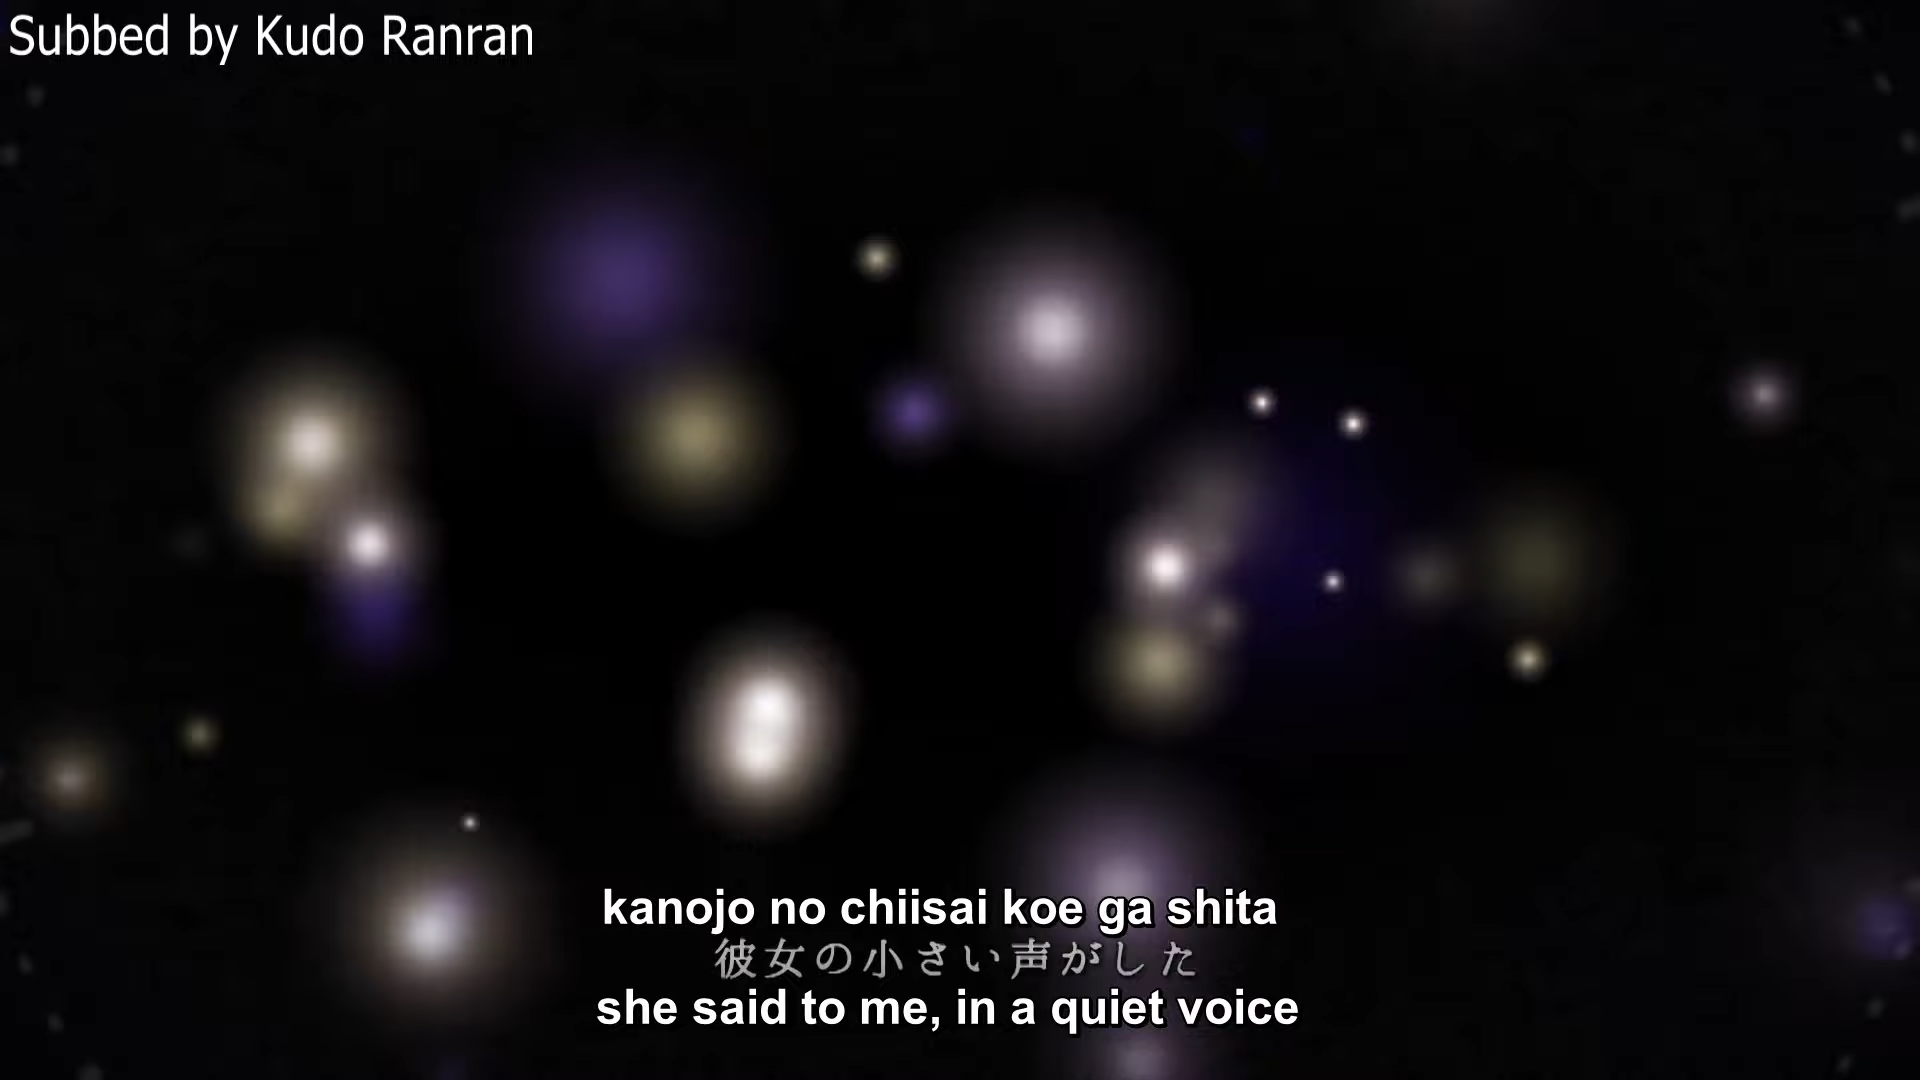 Subbed by Kudo Ranran
kanojo no chiisai koe ga shita
彼女の小さい声がした
she said to me, in a quiet voice